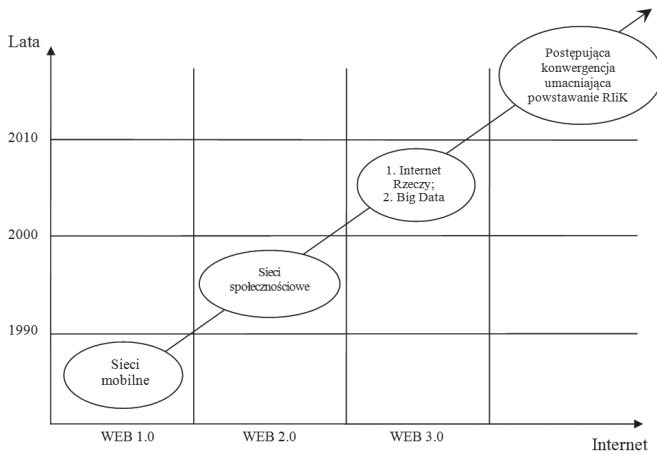 Lata
Postępująca
konwergencja
umacniająca
powstawanie RIiK
2010
1. Internet
Rzeczy;
2. Big Data
2000
Sieci
społecznościowe
1990
Sieci
mobilne
WEB 1.0
WEB 2.0
WEB 3.0
Internet